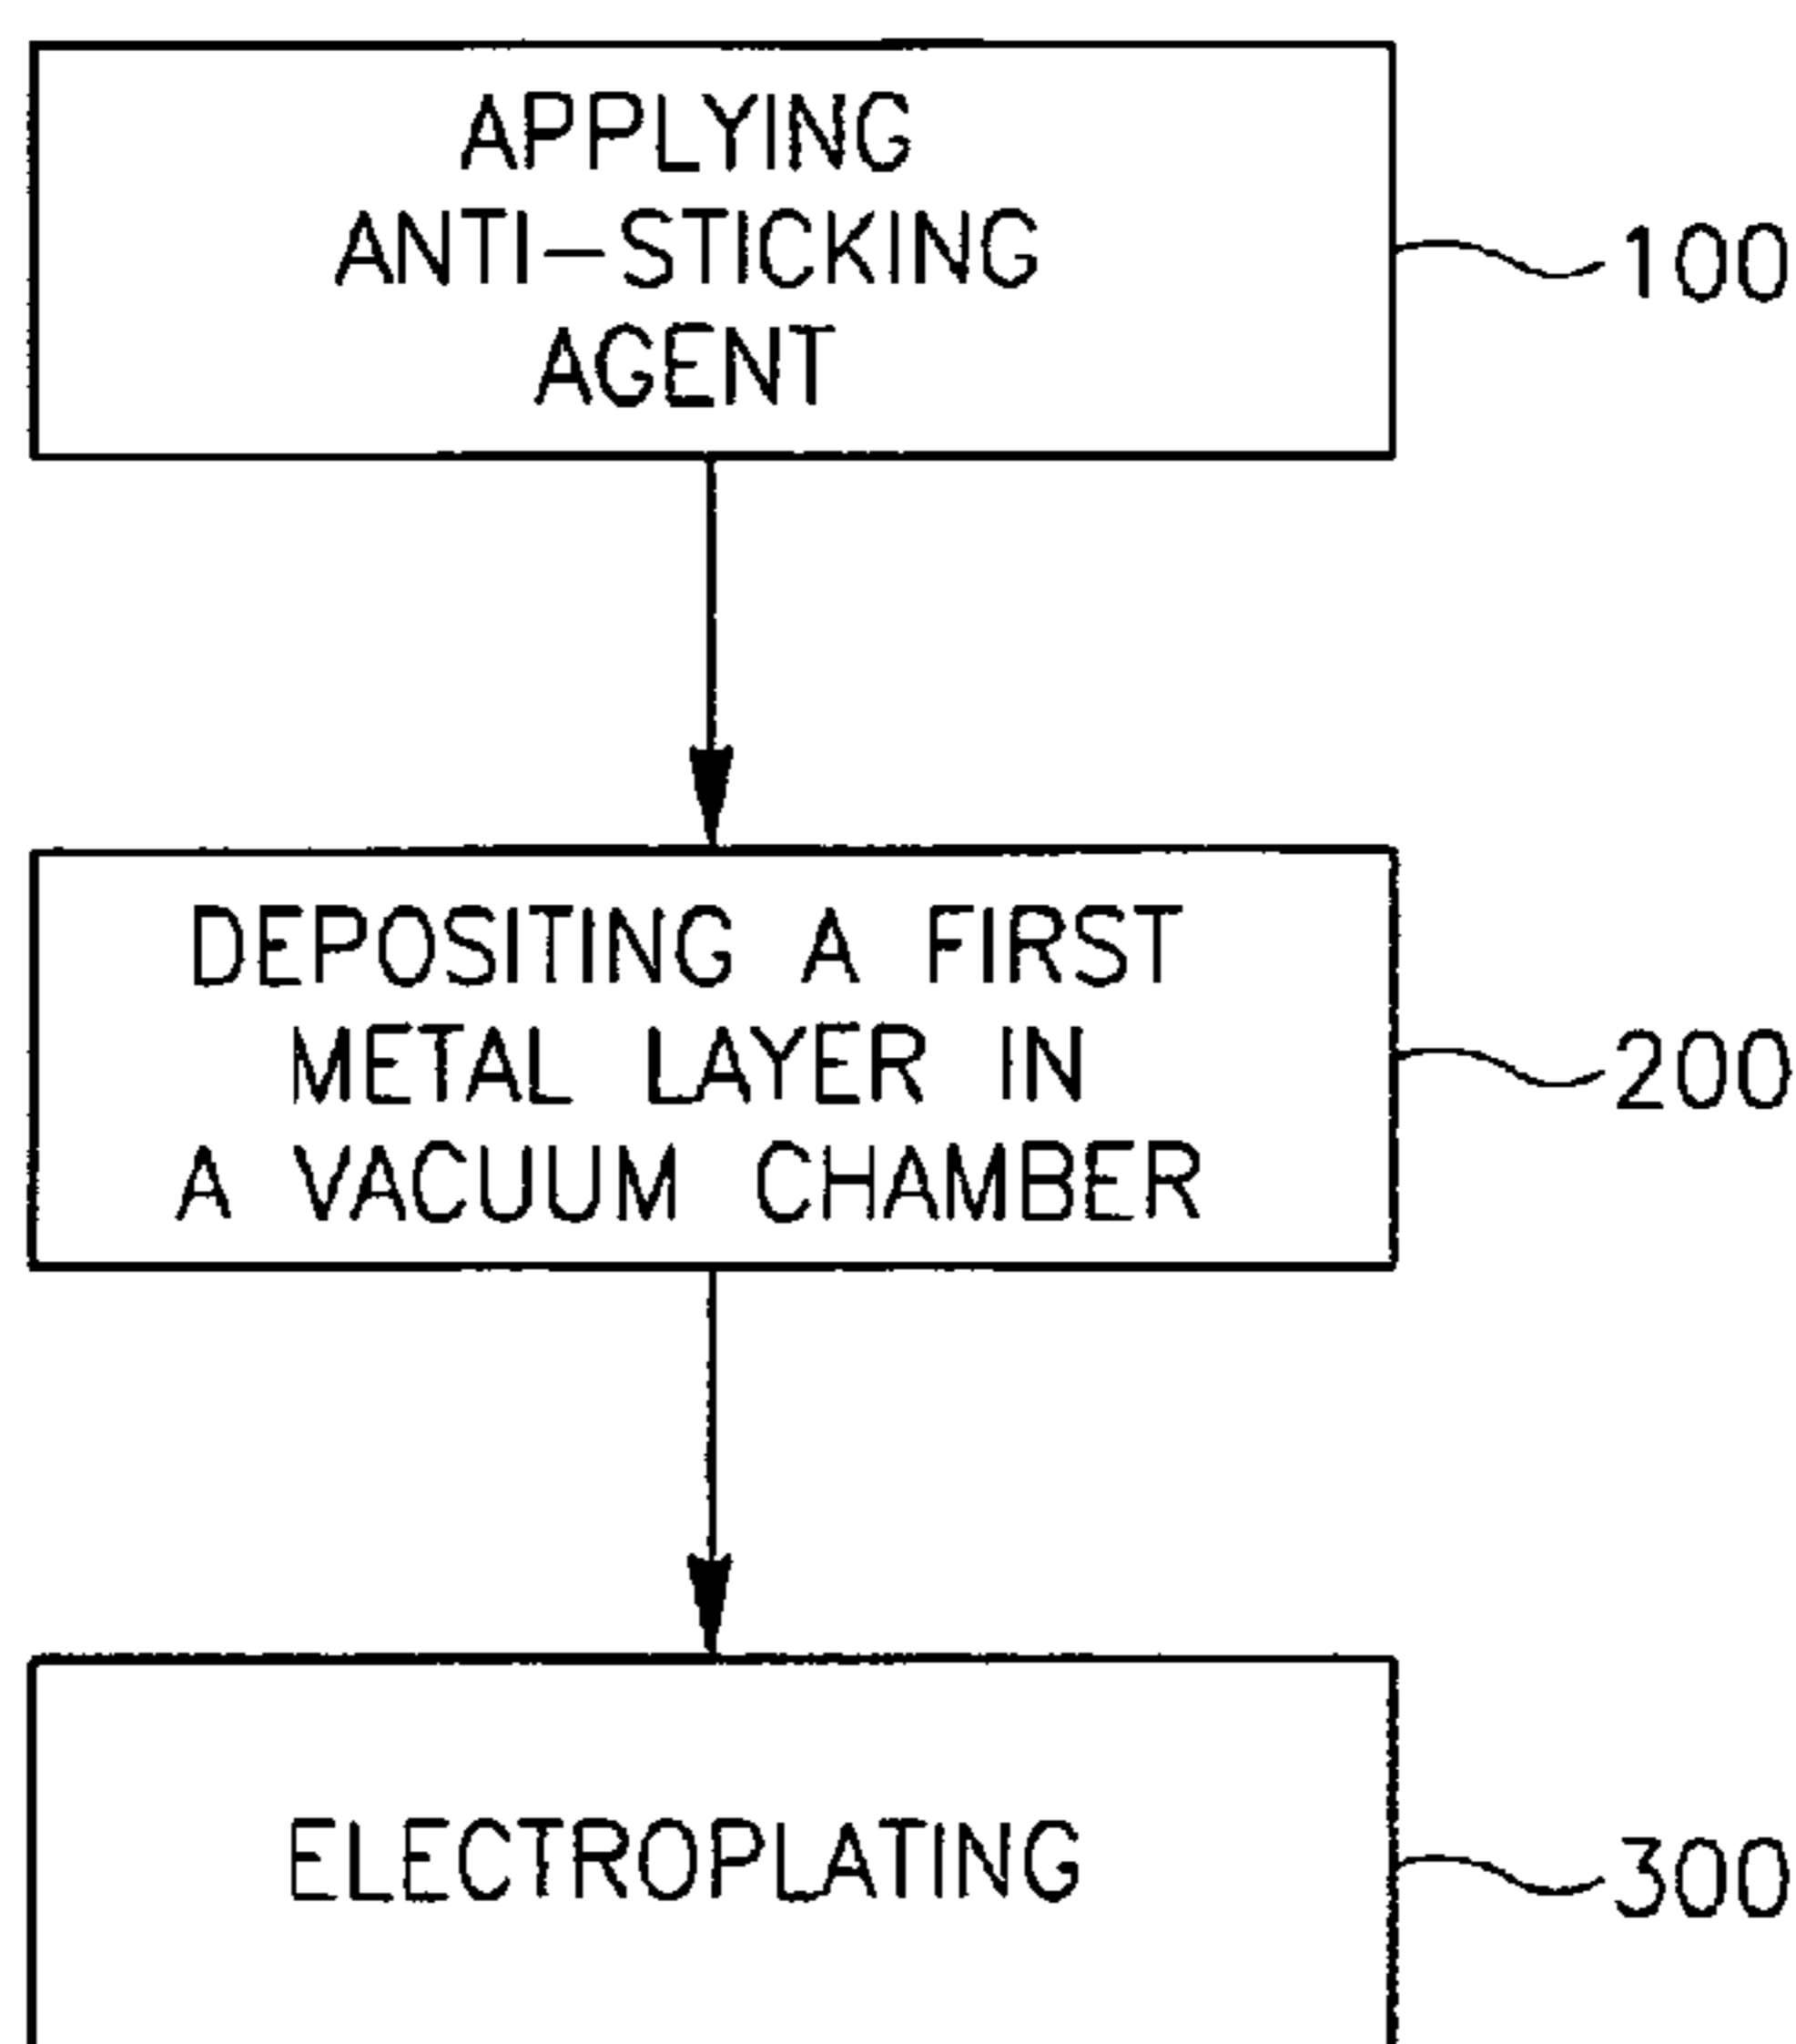 APPLYING
ANTI-STICKING
AGENT
100
DEPOSITING A FIRST
METAL LAYER IN
A VACUUM CHAMBER
200
ELECTROPLATING
300